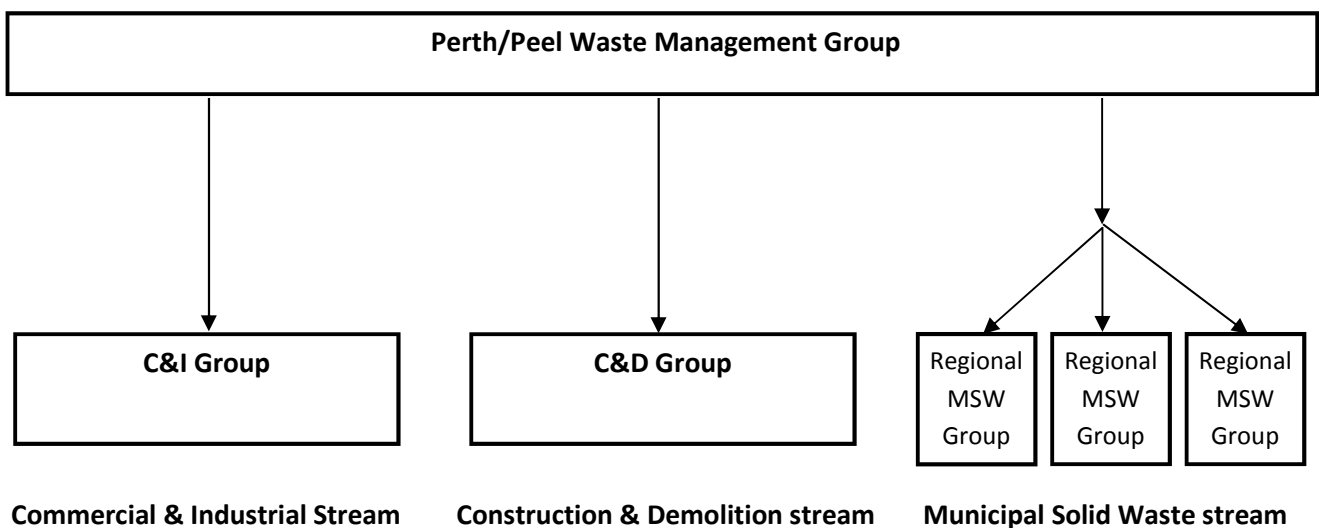 Perth/Peel Waste Management Group
C&I Group
C&D Group
Regional
MSW
Group
Regional
MSW
Group
Regional
MSW
Group
Commercial & Industrial Stream
Construction & Demolition stream
Municipal Solid Waste stream